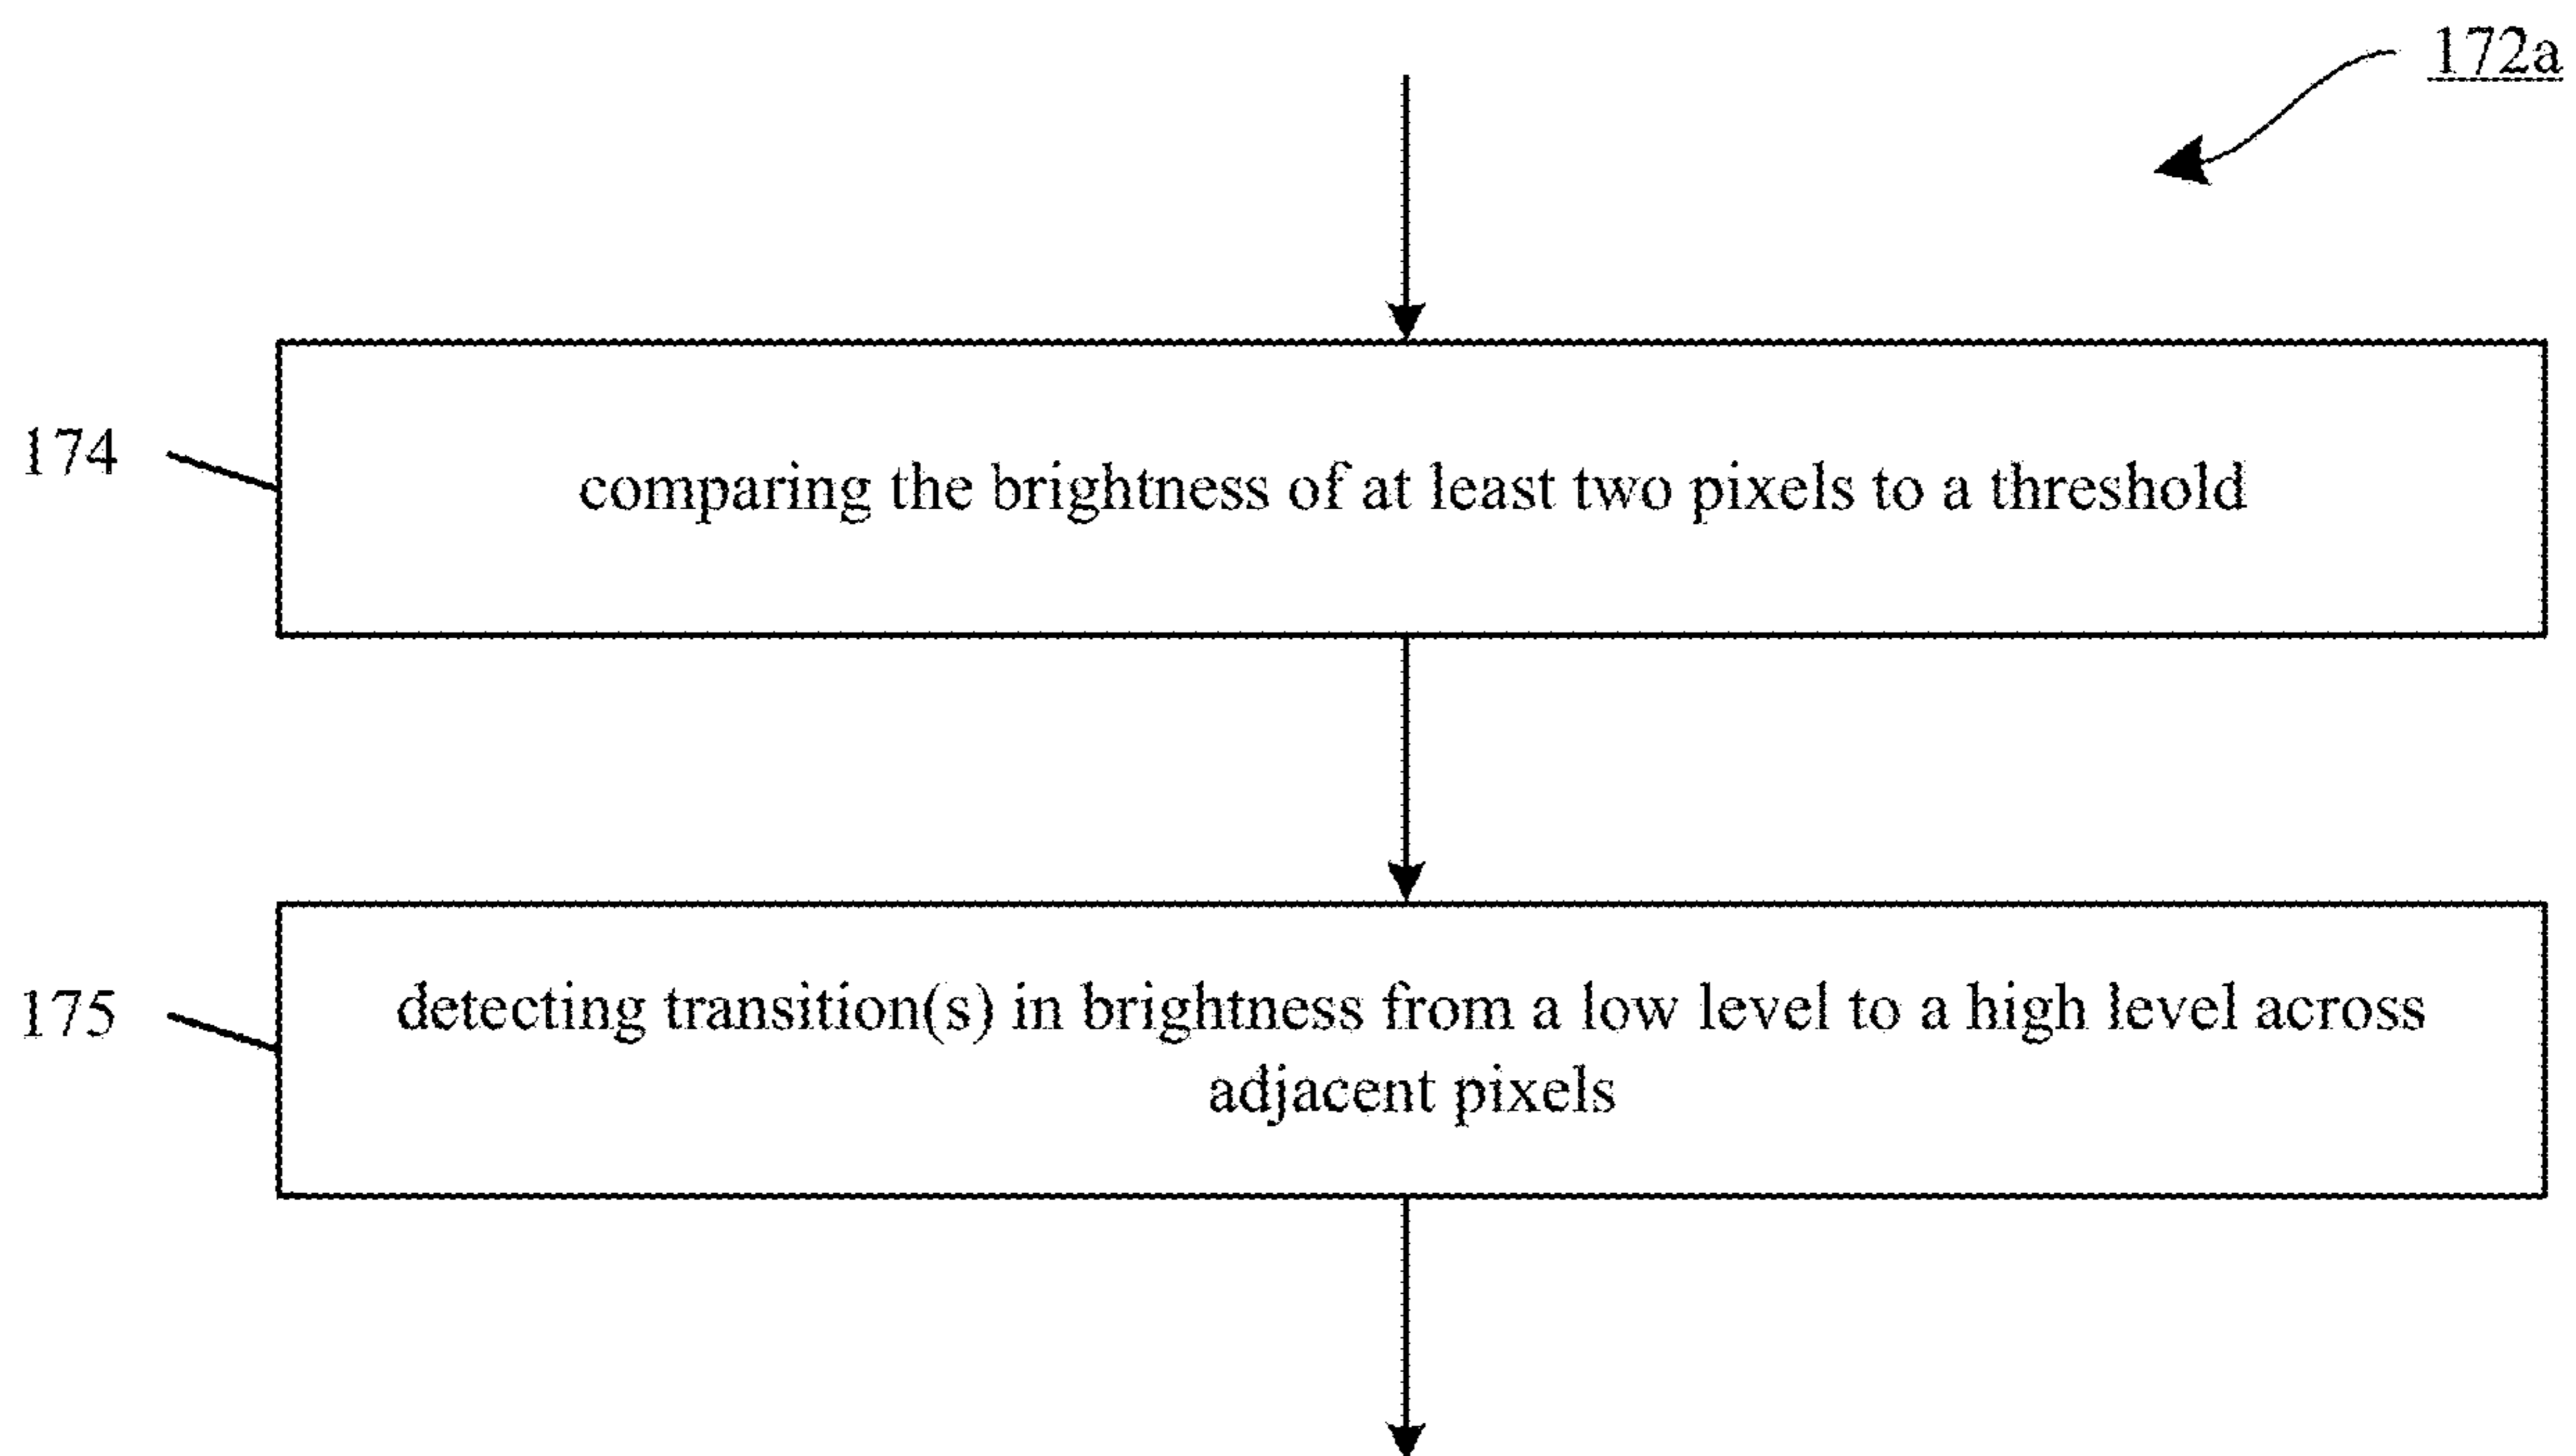 172a
174
comparing the brightness of at least two pixels to a threshold
175
detecting transition(s) in brightness from a low level to a high level across
adjacent pixels